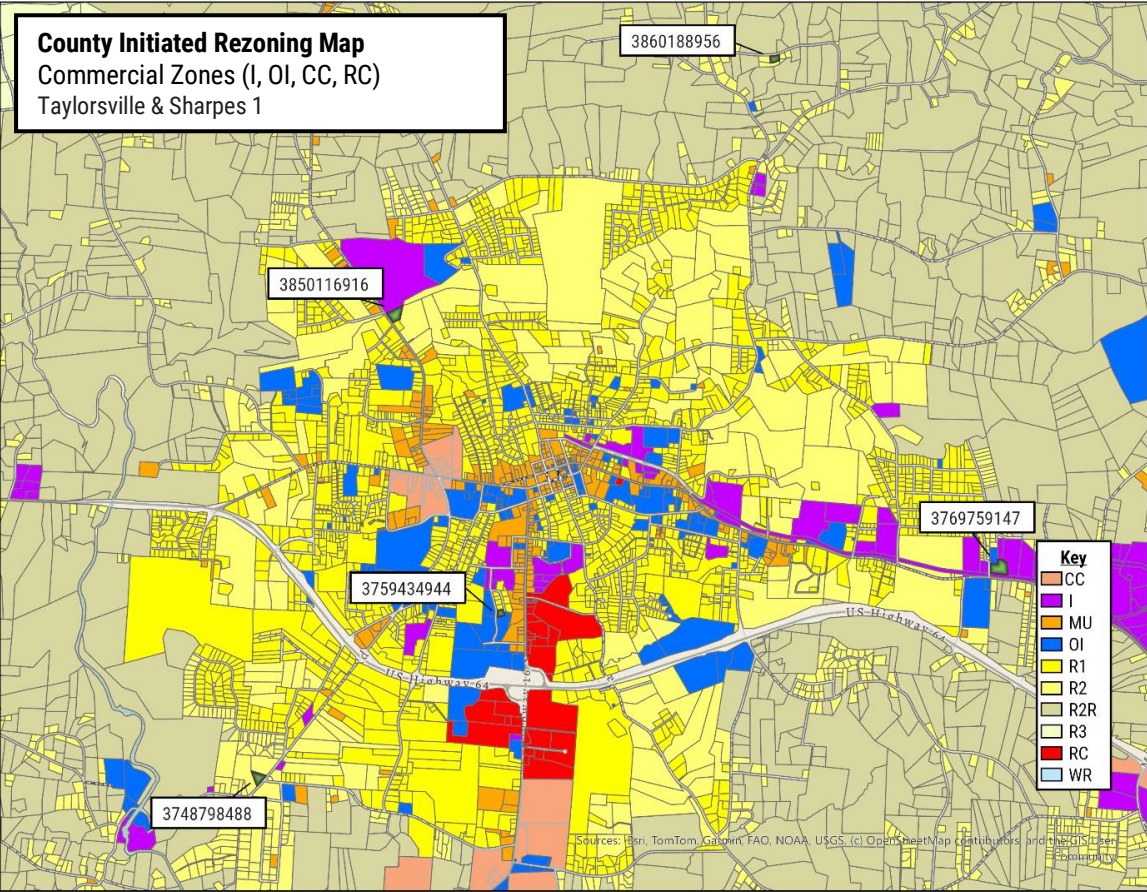 County Initiated Rezoning Map
Commercial Zones (I, OI, CC, RC)
Taylorsville & Sharpes 1
3860188956
3850116916
3769759147
3759434944
3748798488
Key
CC
I
MU
OI
R1
R2
R2R
R3
RC
WR
US Highway 64
US Highway 64
Sources: Esri, TomTom, Garmin, FAO, NOAA, USGS, (c) OpenStreetMap contributors, and the GIS User
Community